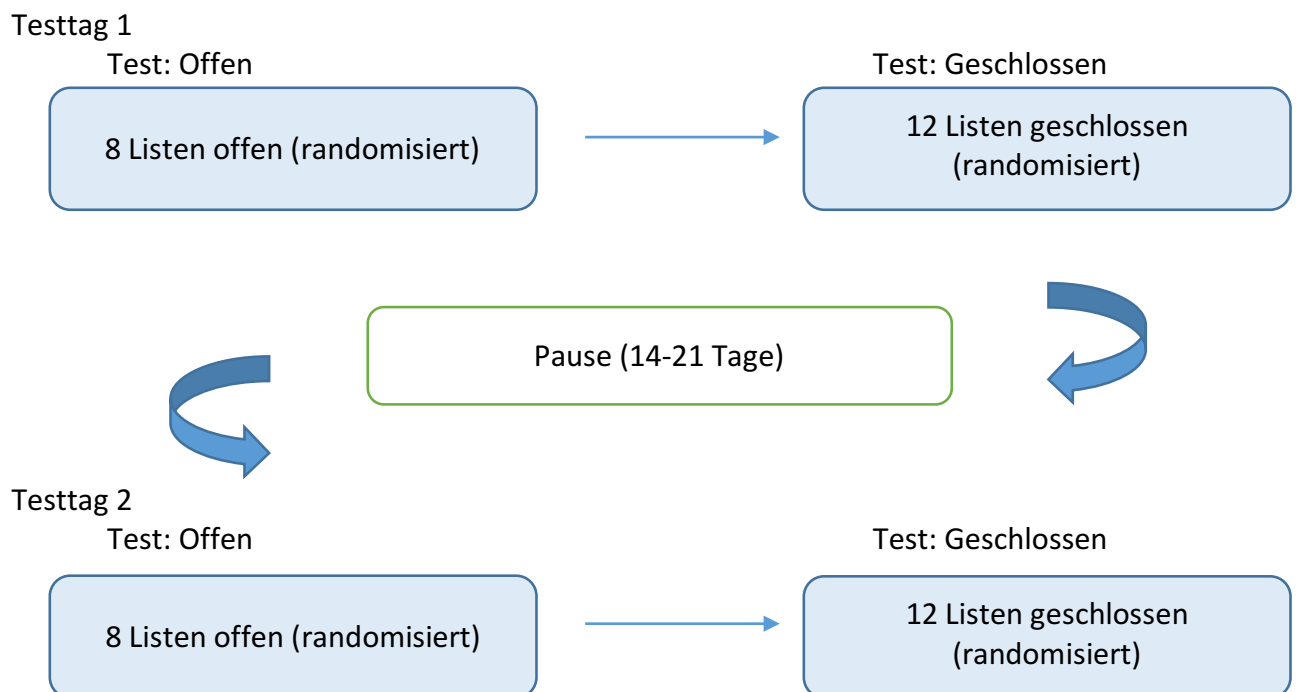 Testtag 1
Test: Offen
Test: Geschlossen
8 Listen offen (randomisiert)
12 Listen geschlossen
(randomisiert)
Pause (14-21 Tage)
Testtag 2
Test: Offen
Test: Geschlossen
8 Listen offen (randomisiert)
12 Listen geschlossen
(randomisiert)